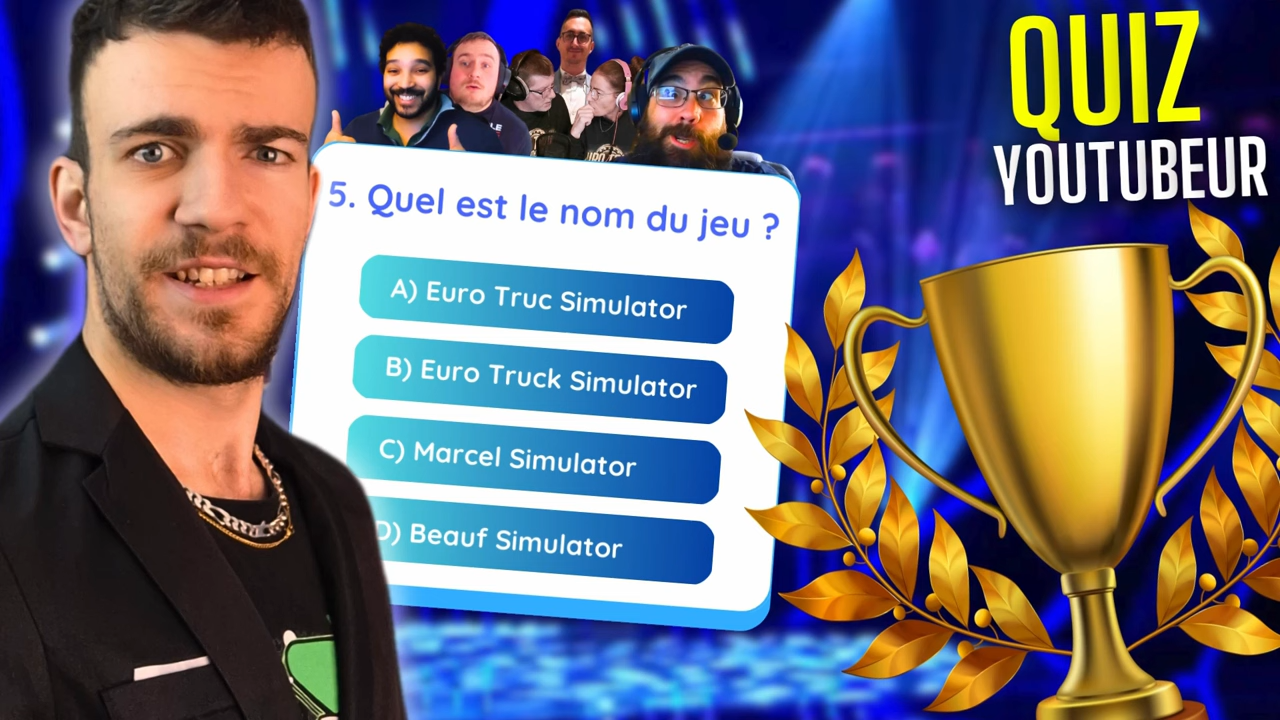 QUIZ
YOUTUBEUR
5. Quel est le nom du jeu ?
A) Euro Truc Simulator
B) Euro Truck Simulator
C) Marcel Simulator
D) Beauf Simulator